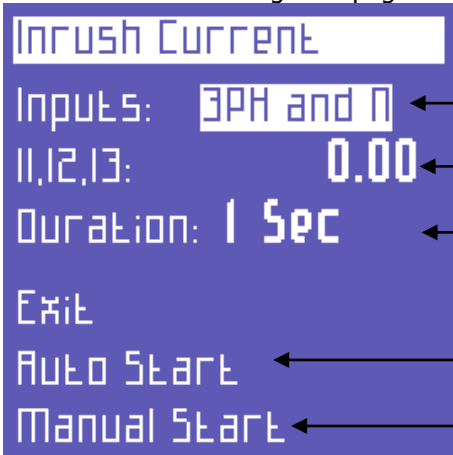 Inrush Current
Inputs: 3PH and N
I1,I2,I3: 0.00
Duration: 1 Sec
Exit
Auto Start
Manual Start